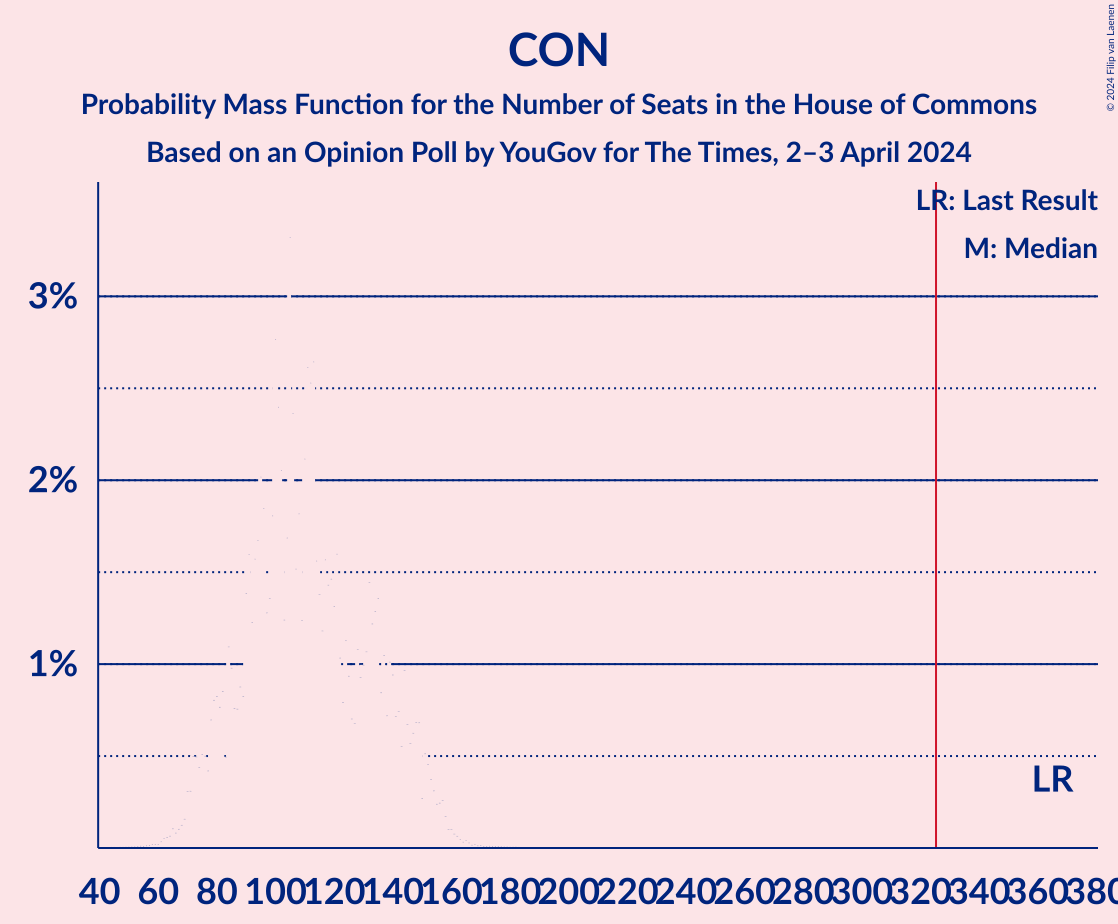 CON
Probability Mass Function for the Number of Seats in the House of Commons
Based on an Opinion Poll by YouGov for The Times, 2–3 April 2024
© 2024 Filip van Laenen
LR: Last Result
M: Median
3%
2%
1%
LR
40 60 80 100 120 140 160 180 200 220 240 260 280 300 320 340 360 380